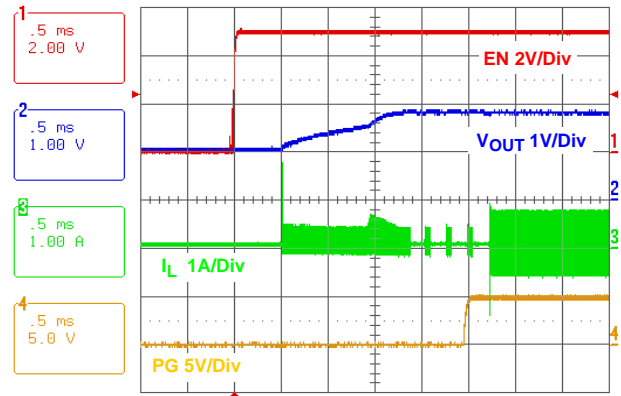 1
.5 ms
2.00 V
EN 2V/Div
2
.5 ms
1.00 V
VOUT 1V/Div
1
2
3
.5 ms
1.00 A
IL 1A/Div
3
4
.5 ms
5.0 V
PG 5V/Div
4